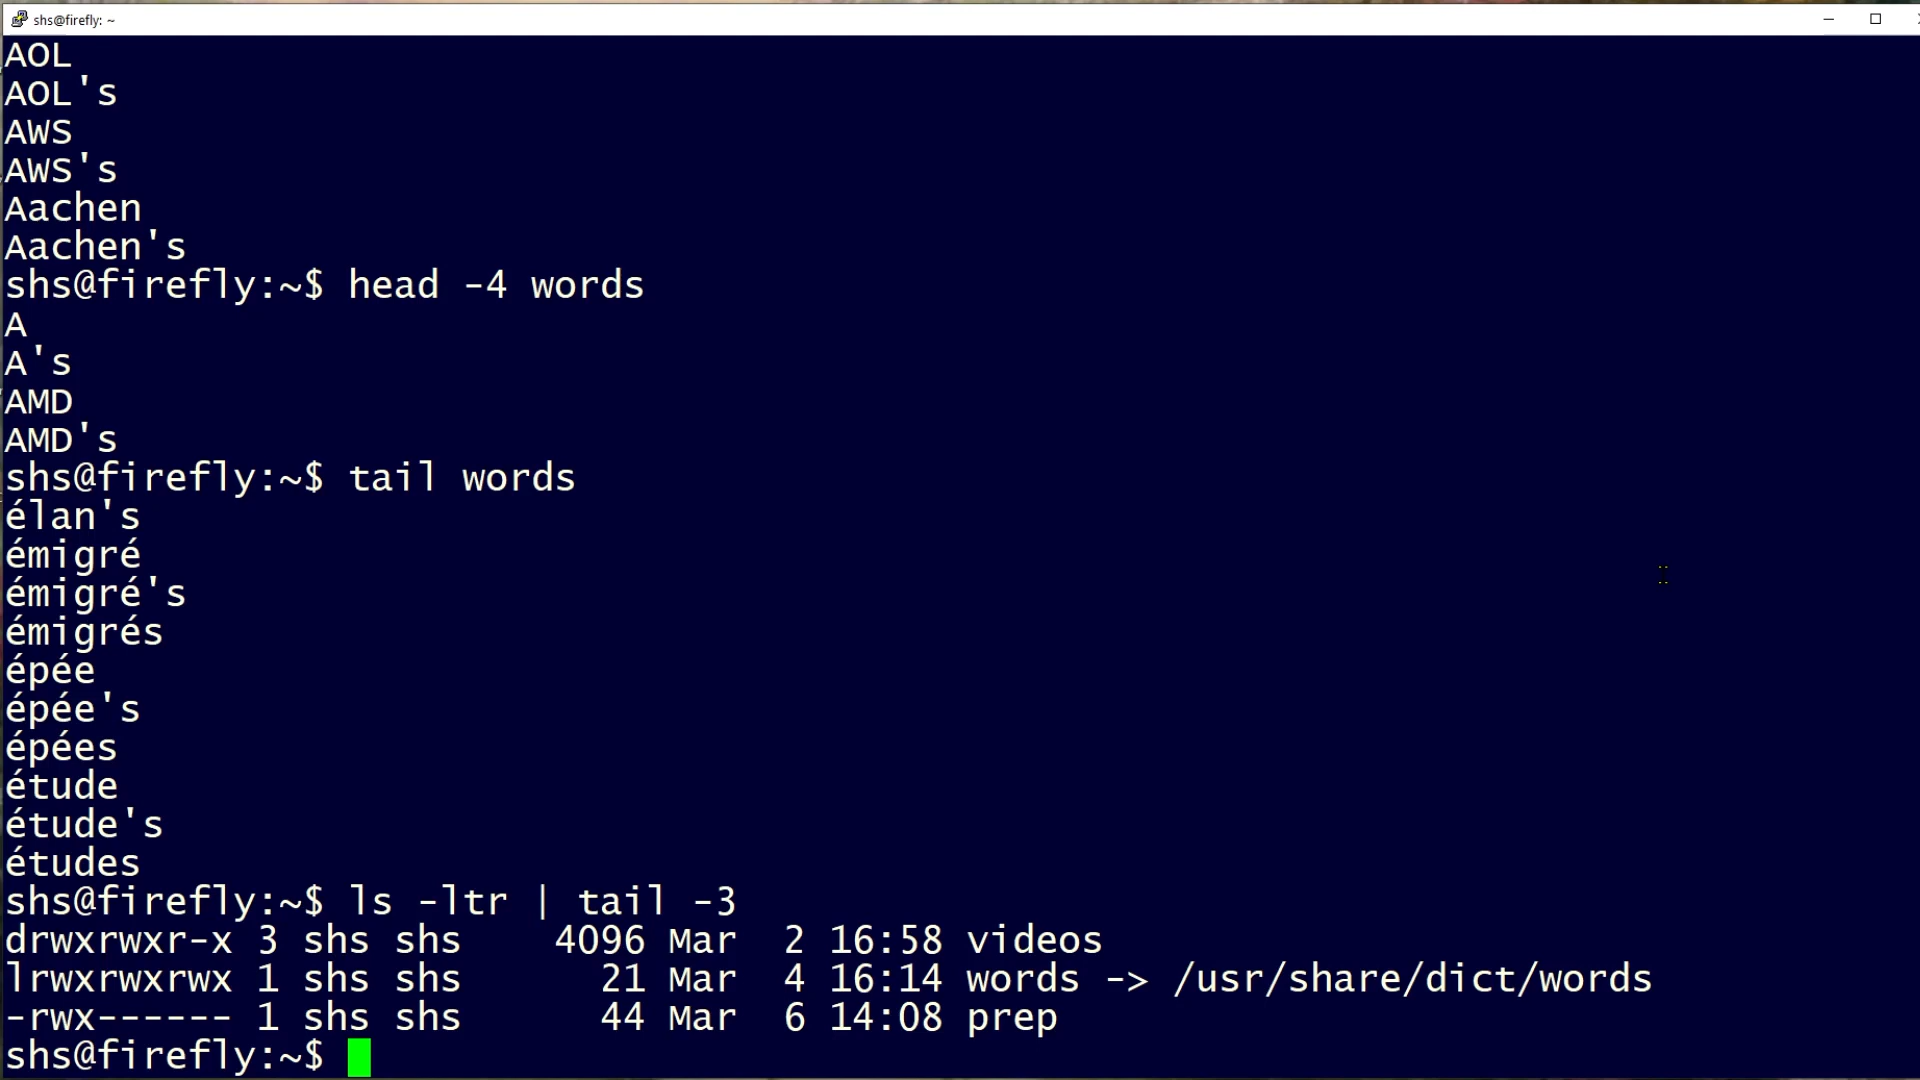 shs@firefly: ~
AOL
AOL's
AWS
AWS's
Aachen
Aachen's
shs@firefly:~$ head -4 words
A
A's
AMD
AMD's
shs@firefly:~$ tail words
élan's
émigré
émigré's
émigrés
épée
épée's
épées
étude
étude's
études
shs@firefly:~$ ls -ltr | tail -3
drwxrwxr-x 3 shs shs    4096 Mar  2 16:58 videos
lrwxrwxrwx 1 shs shs      21 Mar  4 16:14 words -> /usr/share/dict/words
-rwx------ 1 shs shs      44 Mar  6 14:08 prep
shs@firefly:~$